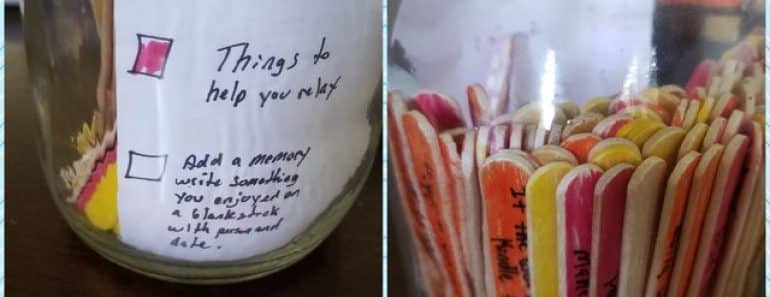 Things to
help you relax
Add a memory
write something
you enjoyed on
a blank stick
with person and
date.